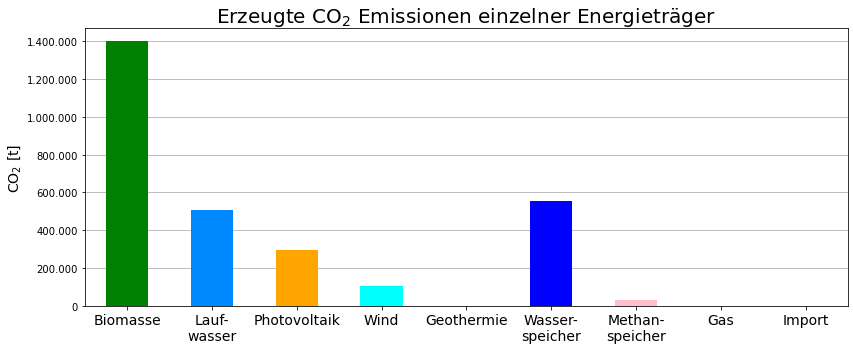 Erzeugte CO₂ Emissionen einzelner Energieträger
CO₂ [t]
1.400.000
1.200.000
1.000.000
800.000
600.000
400.000
200.000
0
Biomasse
Lauf-
wasser
Photovoltaik
Wind
Geothermie
Wasser-
speicher
Methan-
speicher
Gas
Import